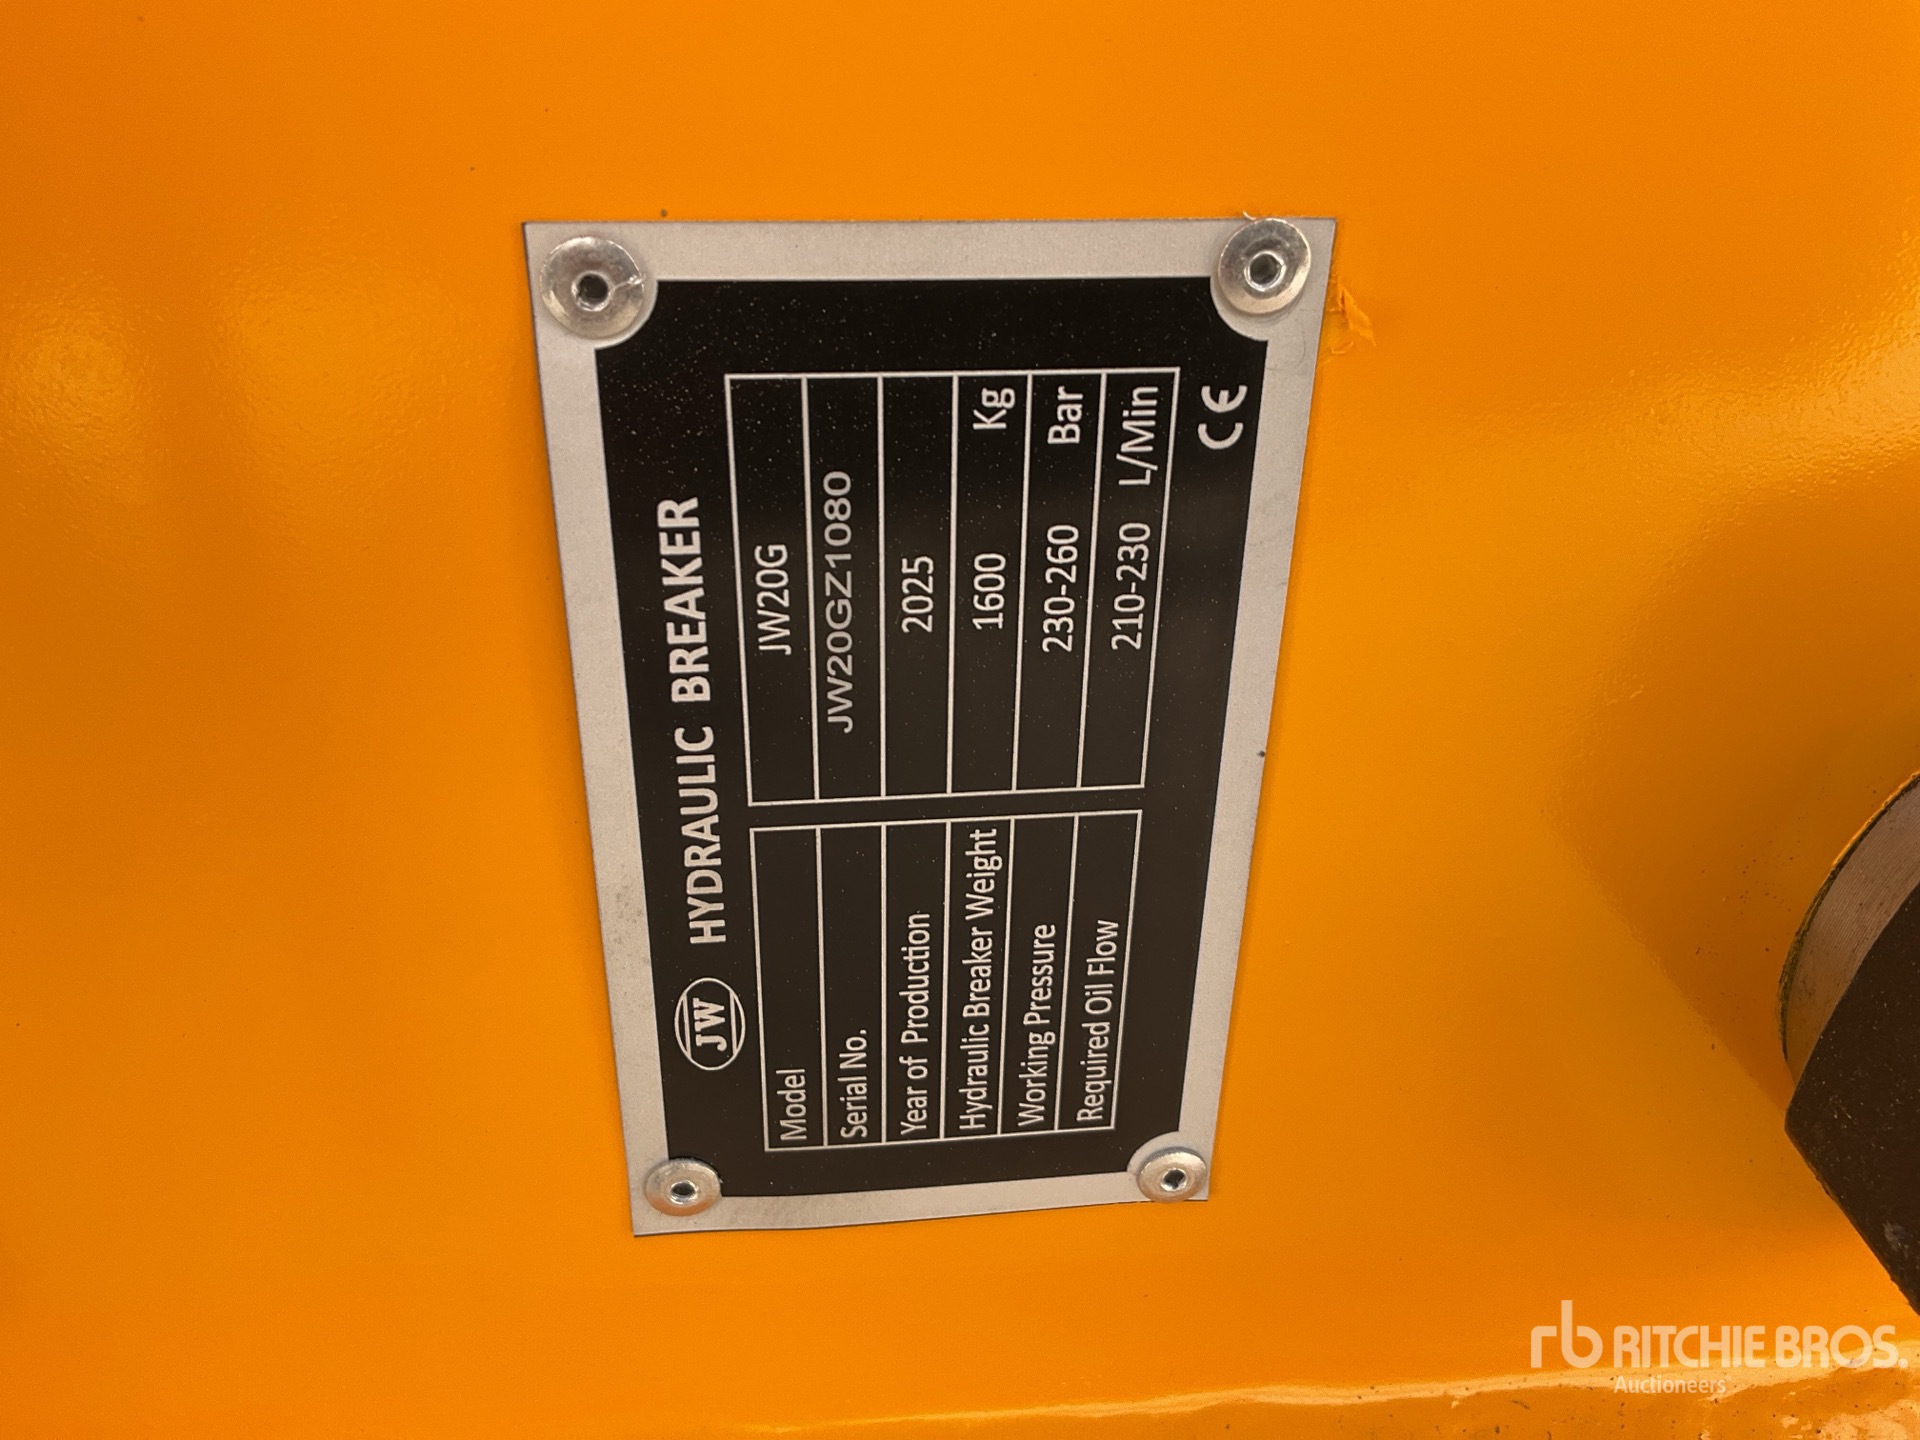 JW HYDRAULIC BREAKER
Model JW20G
Serial No. JW20GZ1080
Year of Production 2025
Hydraulic Breaker Weight 1600 Kg
Working Pressure 230-260 Bar
Required Oil Flow 210-230 L/Min
CE
rb RITCHIE BROS.
Auctioneers